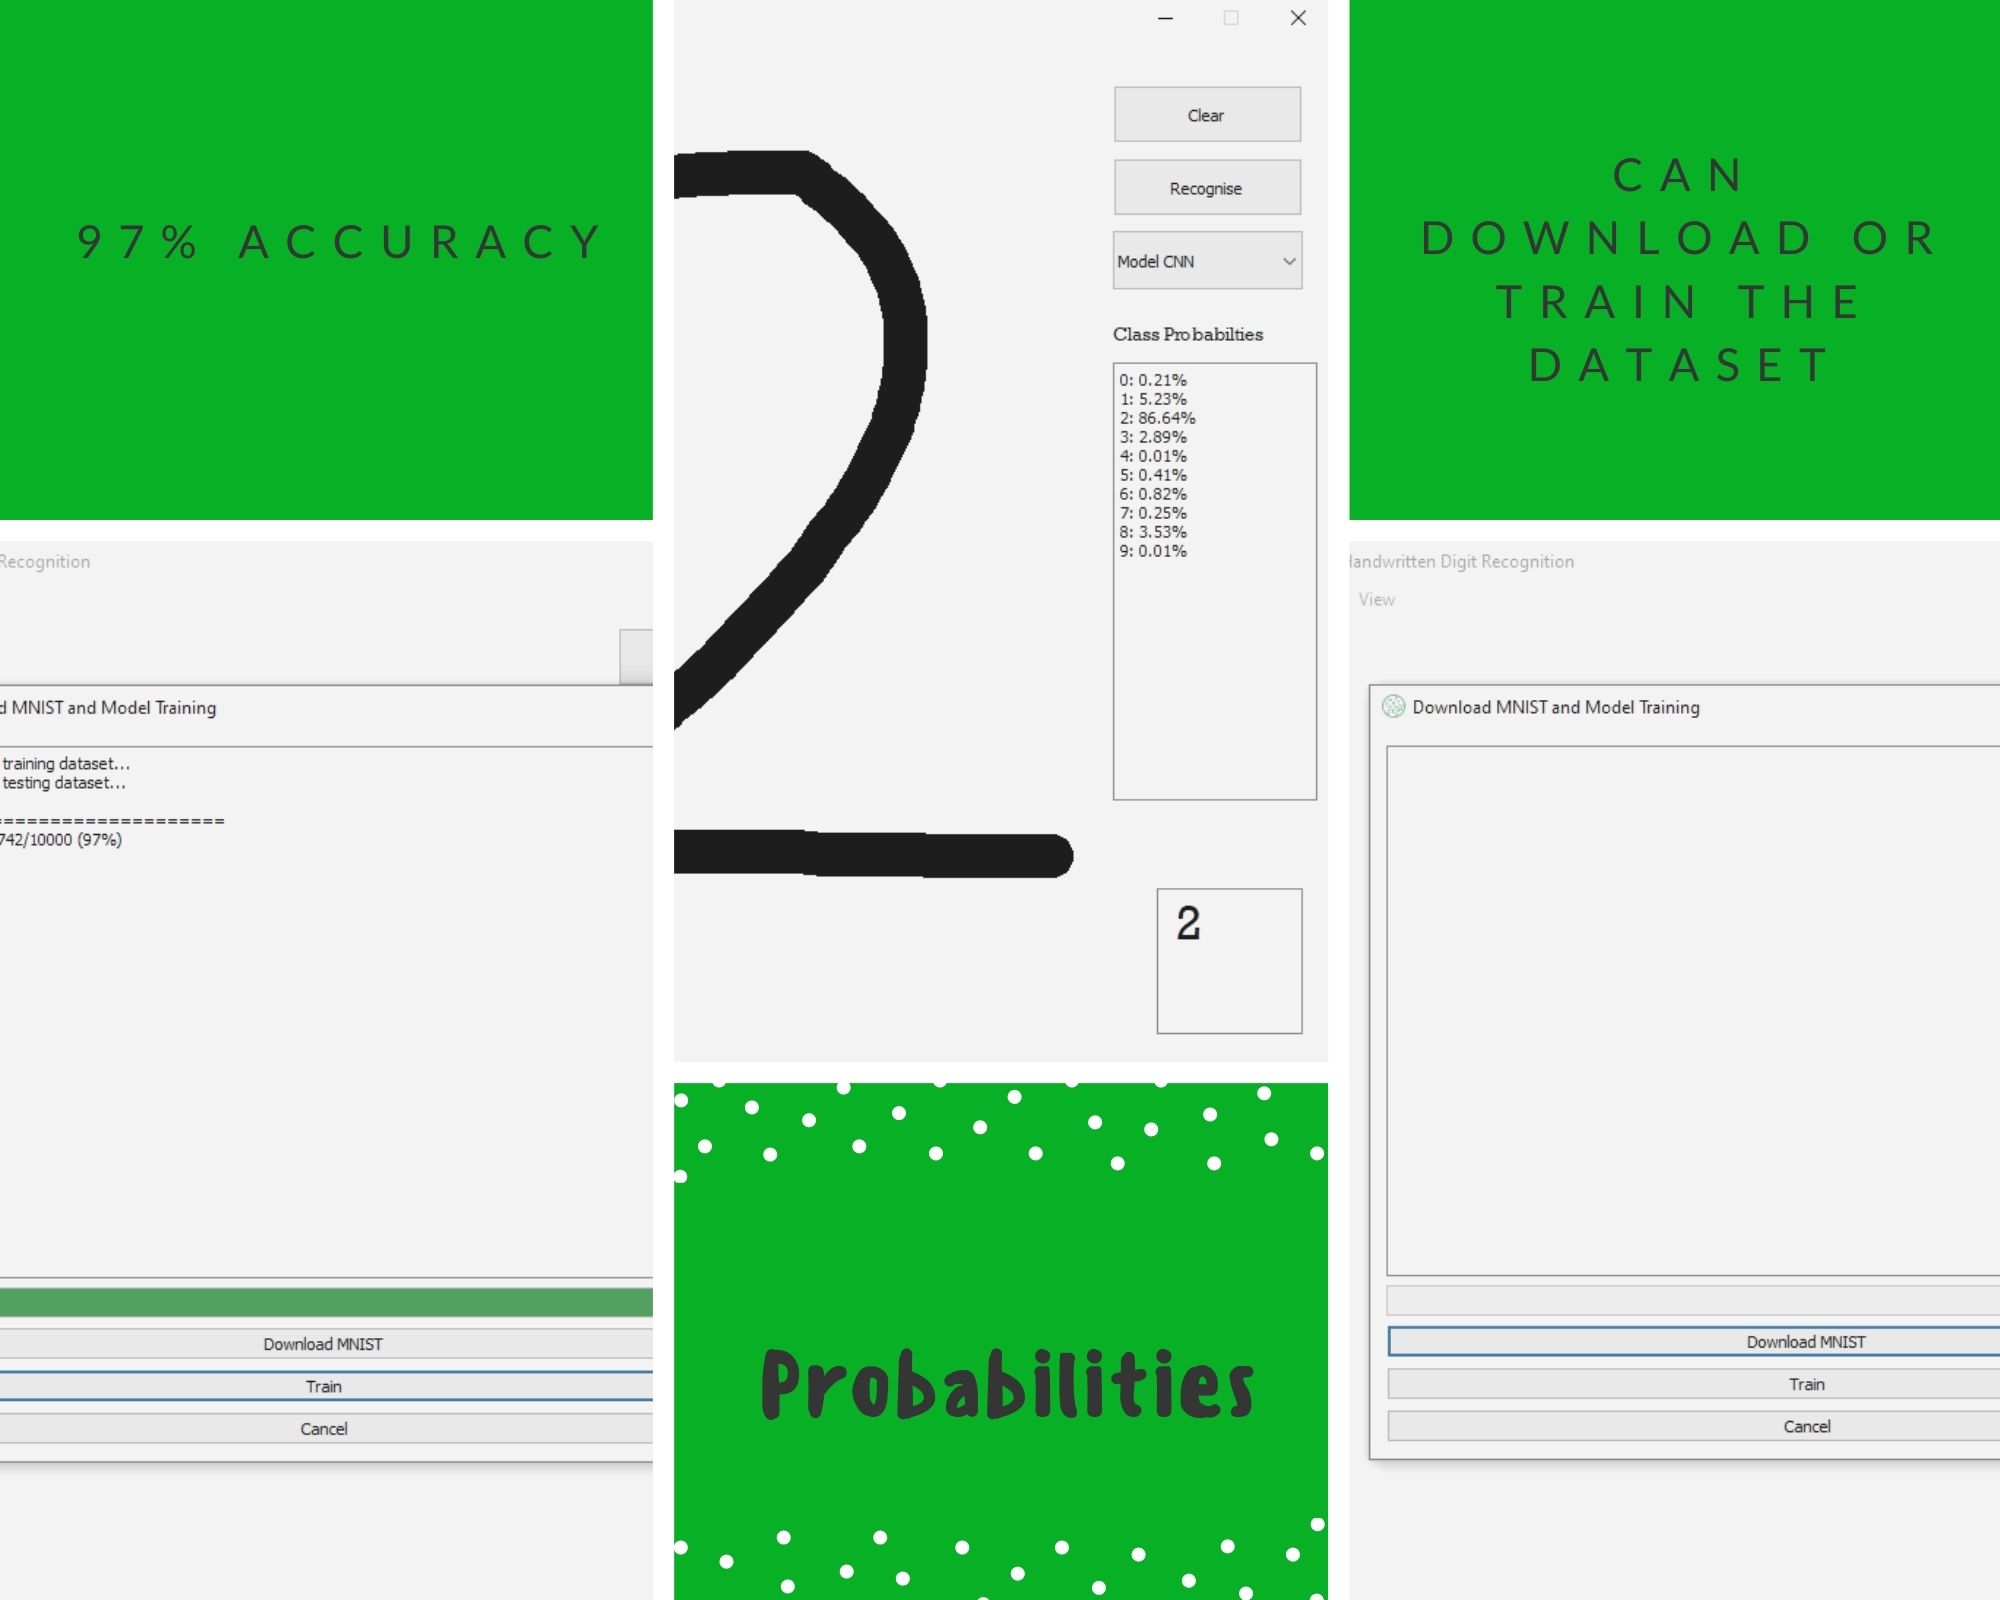 97% ACCURACY
Recognition
MNIST and Model Training
training dataset...
testing dataset...
====================
742/10000 (97%)
Download MNIST
Train
Cancel
Clear
Recognise
Model CNN
Class Probabilties
0: 0.21%
1: 5.23%
2: 86.64%
3: 2.89%
4: 0.01%
5: 0.41%
6: 0.82%
7: 0.25%
8: 3.53%
9: 0.01%
2
2
Probabilities
CAN
DOWNLOAD OR
TRAIN THE
DATASET
Handwritten Digit Recognition
View
Download MNIST and Model Training
Download MNIST
Train
Cancel